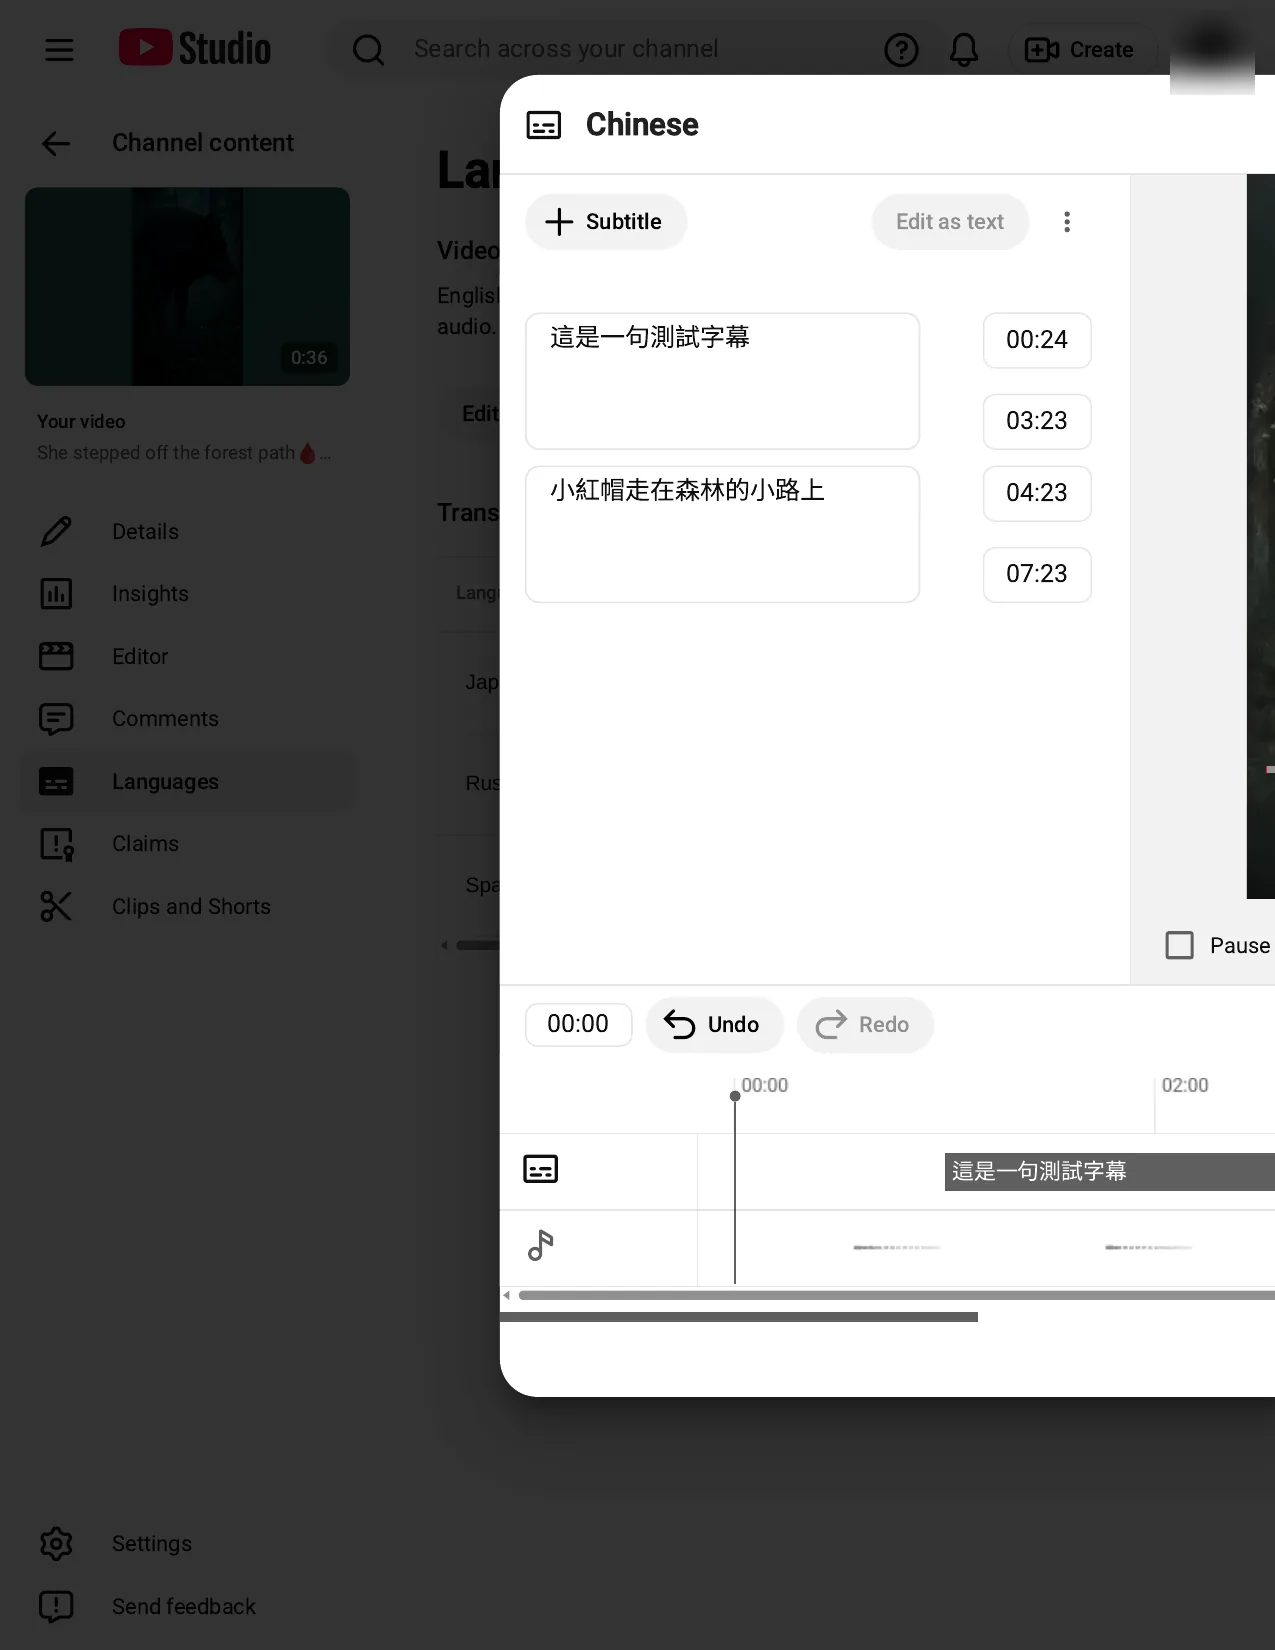 Studio
Search across your channel
Create
Channel content
0:36
Your video
She stepped off the forest path🩸...
Details
Insights
Editor
Comments
Languages
Claims
Clips and Shorts
Settings
Send feedback
Video
audio.
Edit
Chinese
Subtitle
Edit as text
這是一句測試字幕
00:24
03:23
小紅帽走在森林的小路上
04:23
07:23
Pause
00:00
Undo
Redo
00:00
02:00
這是一句測試字幕